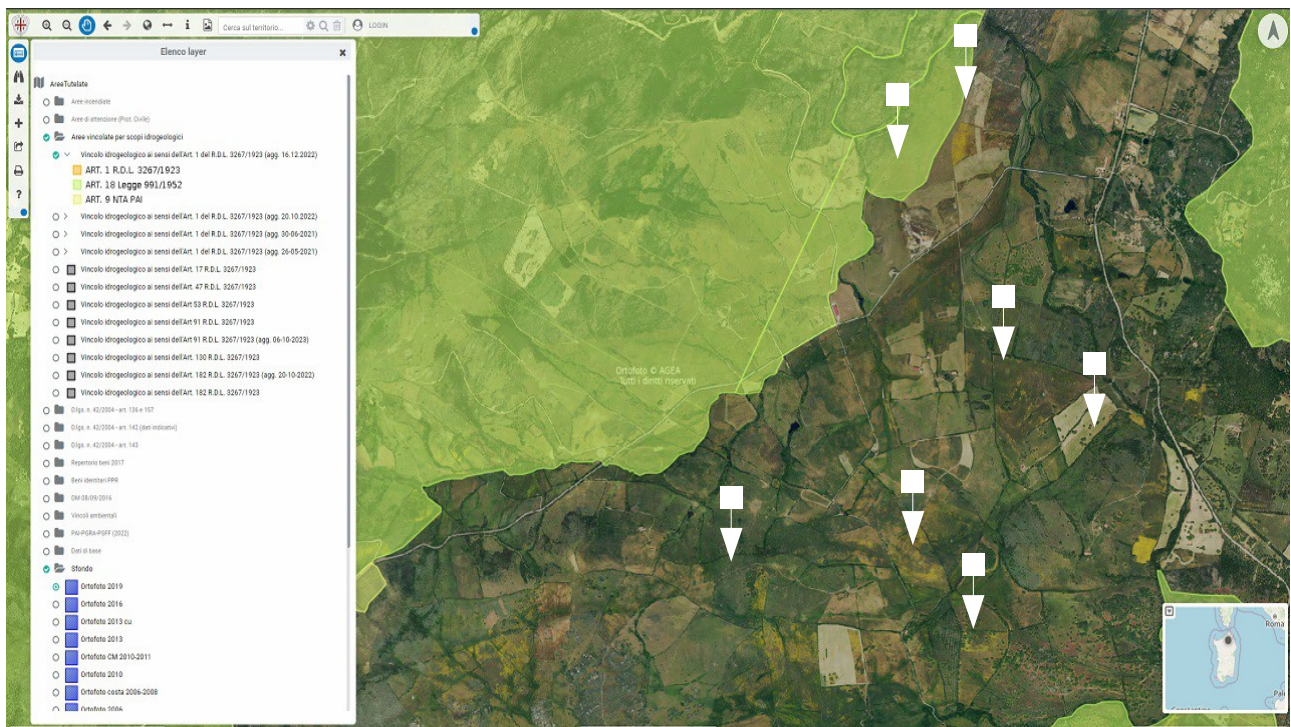 Cerca sul territorio...
LOGIN
Elenco layer
AreeTutelate
Aree incendiate
Aree di attenzione (Prot. Civile)
Aree vincolate per scopi idrogeologici
Vincolo idrogeologico ai sensi dell'Art. 1 del R.D.L. 3267/1923 (agg. 16.12.2022)
ART. 1 R.D.L. 3267/1923
ART. 18 Legge 991/1952
ART. 9 NTA PAI
Vincolo idrogeologico ai sensi dell'Art. 1 del R.D.L. 3267/1923 (agg. 20.10.2022)
Vincolo idrogeologico ai sensi dell'Art. 1 del R.D.L. 3267/1923 (agg. 30-06-2021)
Vincolo idrogeologico ai sensi dell'Art. 1 del R.D.L. 3267/1923 (agg. 26-05-2021)
Vincolo idrogeologico ai sensi dell'Art. 17 R.D.L. 3267/1923
Vincolo idrogeologico ai sensi dell'Art. 47 R.D.L. 3267/1923
Vincolo idrogeologico ai sensi dell'Art 53 R.D.L. 3267/1923
Vincolo idrogeologico ai sensi dell'Art 91 R.D.L. 3267/1923
Vincolo idrogeologico ai sensi dell'Art 91 R.D.L. 3267/1923 (agg. 06-10-2023)
Vincolo idrogeologico ai sensi dell'Art. 130 R.D.L. 3267/1923
Vincolo idrogeologico ai sensi dell'Art. 182 R.D.L. 3267/1923 (agg. 20-10-2022)
Vincolo idrogeologico ai sensi dell'Art. 182 R.D.L. 3267/1923
D.lgs. n. 42/2004 - art. 136 e 157
D.lgs. n. 42/2004 - art. 142 (dati indicativi)
D.lgs. n. 42/2004 - art. 143
Repertorio beni 2017
Beni identitari PPR
DM 08/09/2016
Vincoli ambientali
PAI-PGRA-PSFF (2022)
Dati di base
Sfondo
Ortofoto 2019
Ortofoto 2016
Ortofoto 2013 cu
Ortofoto 2013
Ortofoto CM 2010-2011
Ortofoto 2010
Ortofoto costa 2006-2008
Ortofoto 2006
Ortofoto © AGEA
Tutti i diritti riservati
Roma